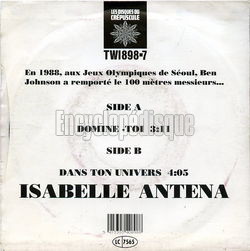 LES DISQUES DU
CRÉPUSCULE
TWI898•7
En 1988, aux Jeux Olympiques de Séoul, Ben
Johnson a remporté le 100 mètres messieurs...
SIDE A
DOMINE-TOI 3:11
Encyclopédisque
SIDE B
DANS TON UNIVERS 4:05
ISABELLE ANTENA
LC 7565